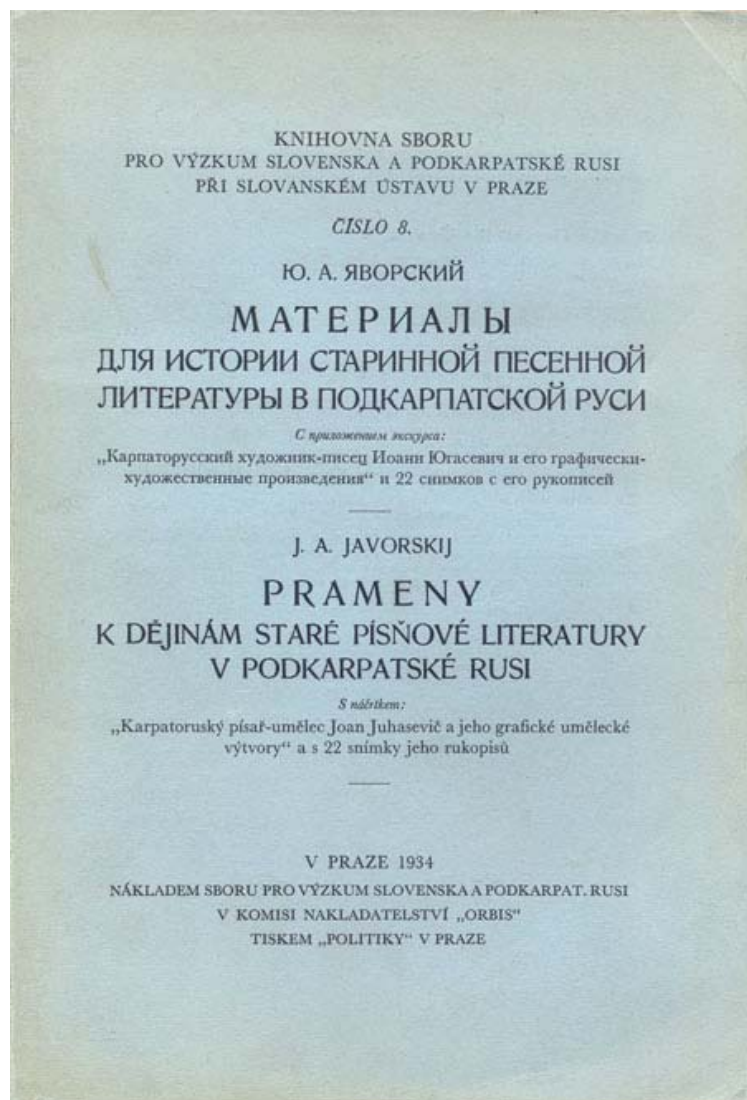 KNIHOVNA SBORU
PRO VÝZKUM SLOVENSKA A PODKARPATSKÉ RUSI
PŘI SLOVANSKÉM ÚSTAVU V PRAZE
ČÍSLO 8.
Ю. А. ЯВОРСКИЙ
МАТЕРИАЛЫ
ДЛЯ ИСТОРИИ СТАРИННОЙ ПЕСЕННОЙ
ЛИТЕРАТУРЫ В ПОДКАРПАТСКОЙ РУСИ
С приложением экскурса:
„Карпаторусский художник-писец Иоанн Югасевич и его графически-
художественные произведения“ и 22 снимков с его рукописей
J. A. JAVORSKIJ
PRAMENY
K DĚJINÁM STARÉ PÍSŇOVÉ LITERATURY
V PODKARPATSKÉ RUSI
S náčrtkem:
„Karpatoruský písař-umělec Joan Juhasevič a jeho grafické umělecké
výtvory“ a s 22 snímky jeho rukopisů
V PRAZE 1934
NÁKLADEM SBORU PRO VÝZKUM SLOVENSKA A PODKARPAT. RUSI
V KOMISI NAKLADATELSTVÍ „ORBIS“
TISKEM „POLITIKY“ V PRAZE